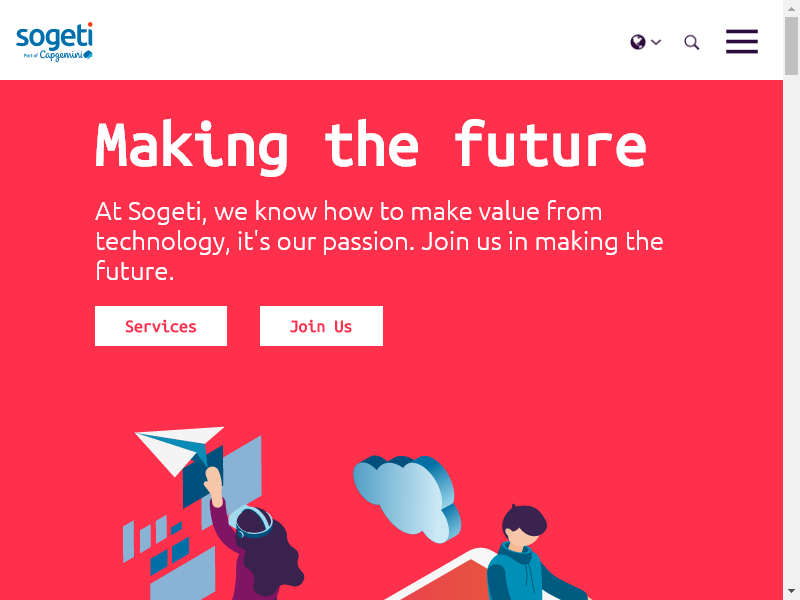 sogeti
Part of Capgemini
Making the future
At Sogeti, we know how to make value from
technology, it's our passion. Join us in making the
future.
Services
Join Us